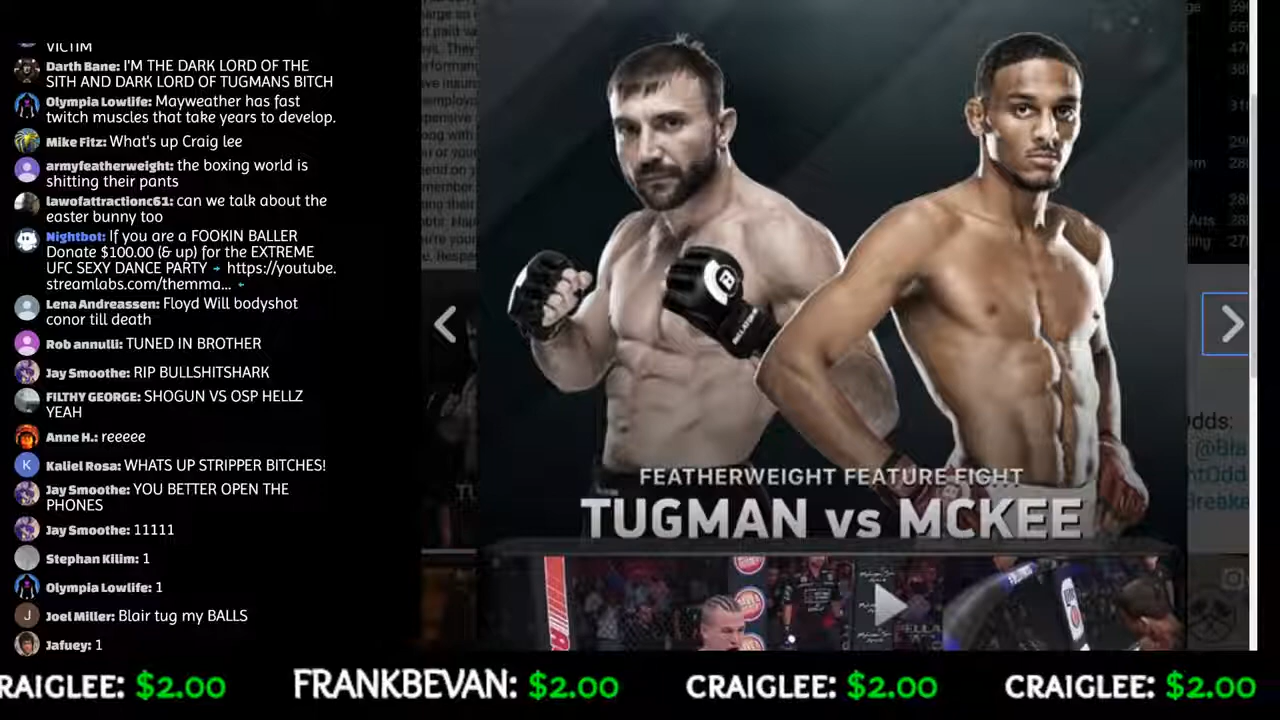 VICTIM
Darth Bane: I'M THE DARK LORD OF THE
SITH AND DARK LORD OF TUGMANS BITCH
Olympia Lowlife: Mayweather has fast
twitch muscles that take years to develop.
Mike Fitz: What's up Craig lee
armyfeatherweight: the boxing world is
shitting their pants
lawofattractionc61: can we talk about the
easter bunny too
Nightbot: If you are a FOOKIN BALLER
Donate $100.00 (& up) for the EXTREME
UFC SEXY DANCE PARTY → https://youtube.
streamlabs.com/themma... ←
Lena Andreassen: Floyd Will bodyshot
conor till death
Rob annulli: TUNED IN BROTHER
Jay Smoothe: RIP BULLSHITSHARK
FILTHY GEORGE: SHOGUN VS OSP HELLZ
YEAH
Anne H.: reeeee
K
Kaliel Rosa: WHATS UP STRIPPER BITCHES!
Jay Smoothe: YOU BETTER OPEN THE
PHONES
Jay Smoothe: 11111
Stephan Kilim: 1
Olympia Lowlife: 1
J
Joel Miller: Blair tug my BALLS
Jafuey: 1
B
FEATHERWEIGHT FEATURE FIGHT
TUGMAN vs MCKEE
RAIGLEE: $2.00 FRANKBEVAN: $2.00 CRAIGLEE: $2.00 CRAIGLEE: $2.00